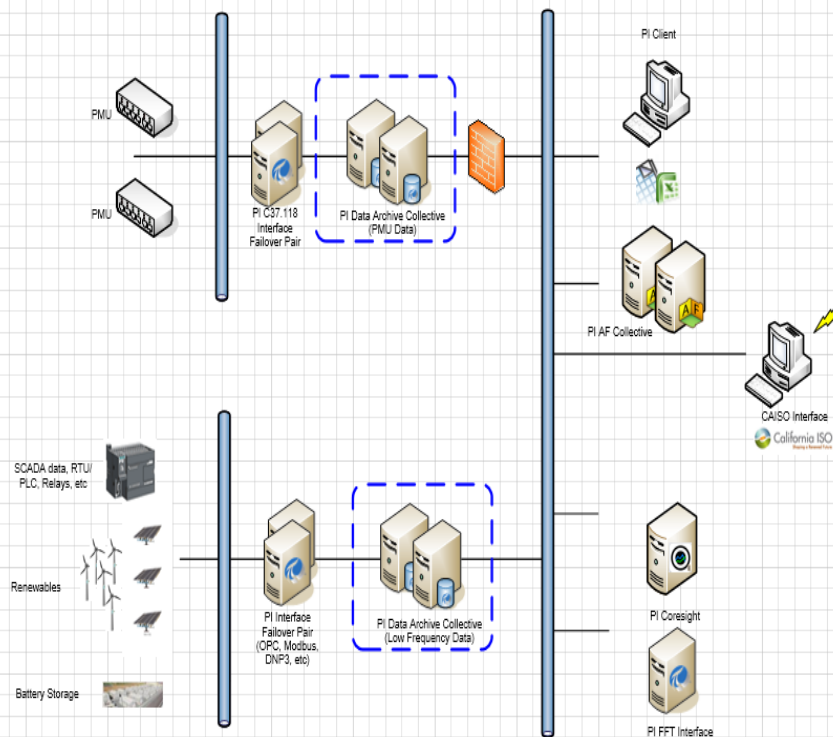 PI Client
PMU
PMU
PI C37.118
Interface
Failover Pair
PI Data Archive Collective
(PMU Data)
PI AF Collective
CAISO Interface
California ISO
SCADA data, RTU/
PLC, Relays, etc
Renewables
Battery Storage
PI Interface
Failover Pair
(OPC, Modbus,
DNP3, etc)
PI Data Archive Collective
(Low Frequency Data)
PI Coresight
PI FFT Interface